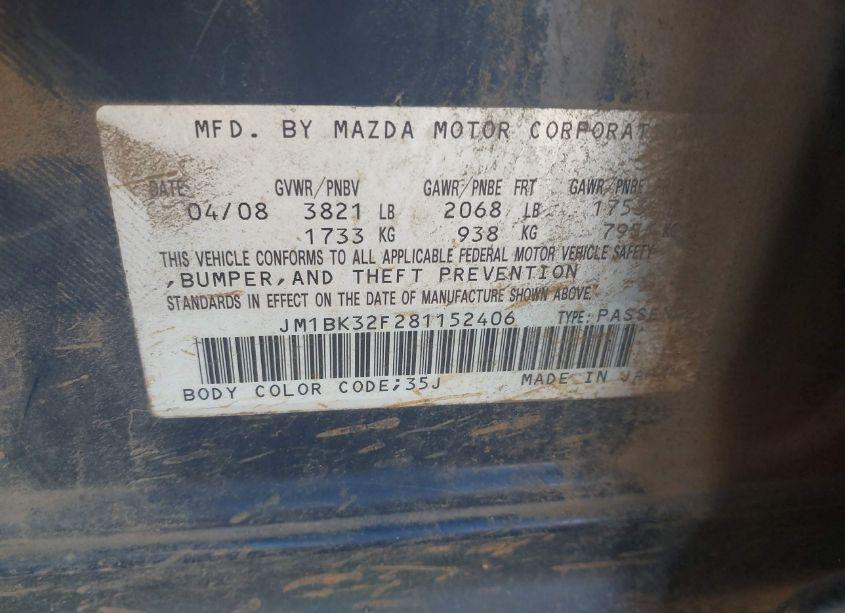 MFD. BY MAZDA MOTOR
DATE GVWR/PNBV GAWR/PNBE FRT GAWR/PNBE
04/08 3821 LB 2068 LB
1733 KG 938 KG
THIS VEHICLE CONFORMS TO ALL APPLICABLE FEDERAL MOTOR VEHICLE SAFETY
,BUMPER,AND THEFT PREVENTION
STANDARDS IN EFFECT ON THE DATE OF MANUFACTURE SHOWN ABOVE.
JM1BK32F281152406 TYPE:
BODY COLOR CODE;35J MADE IN